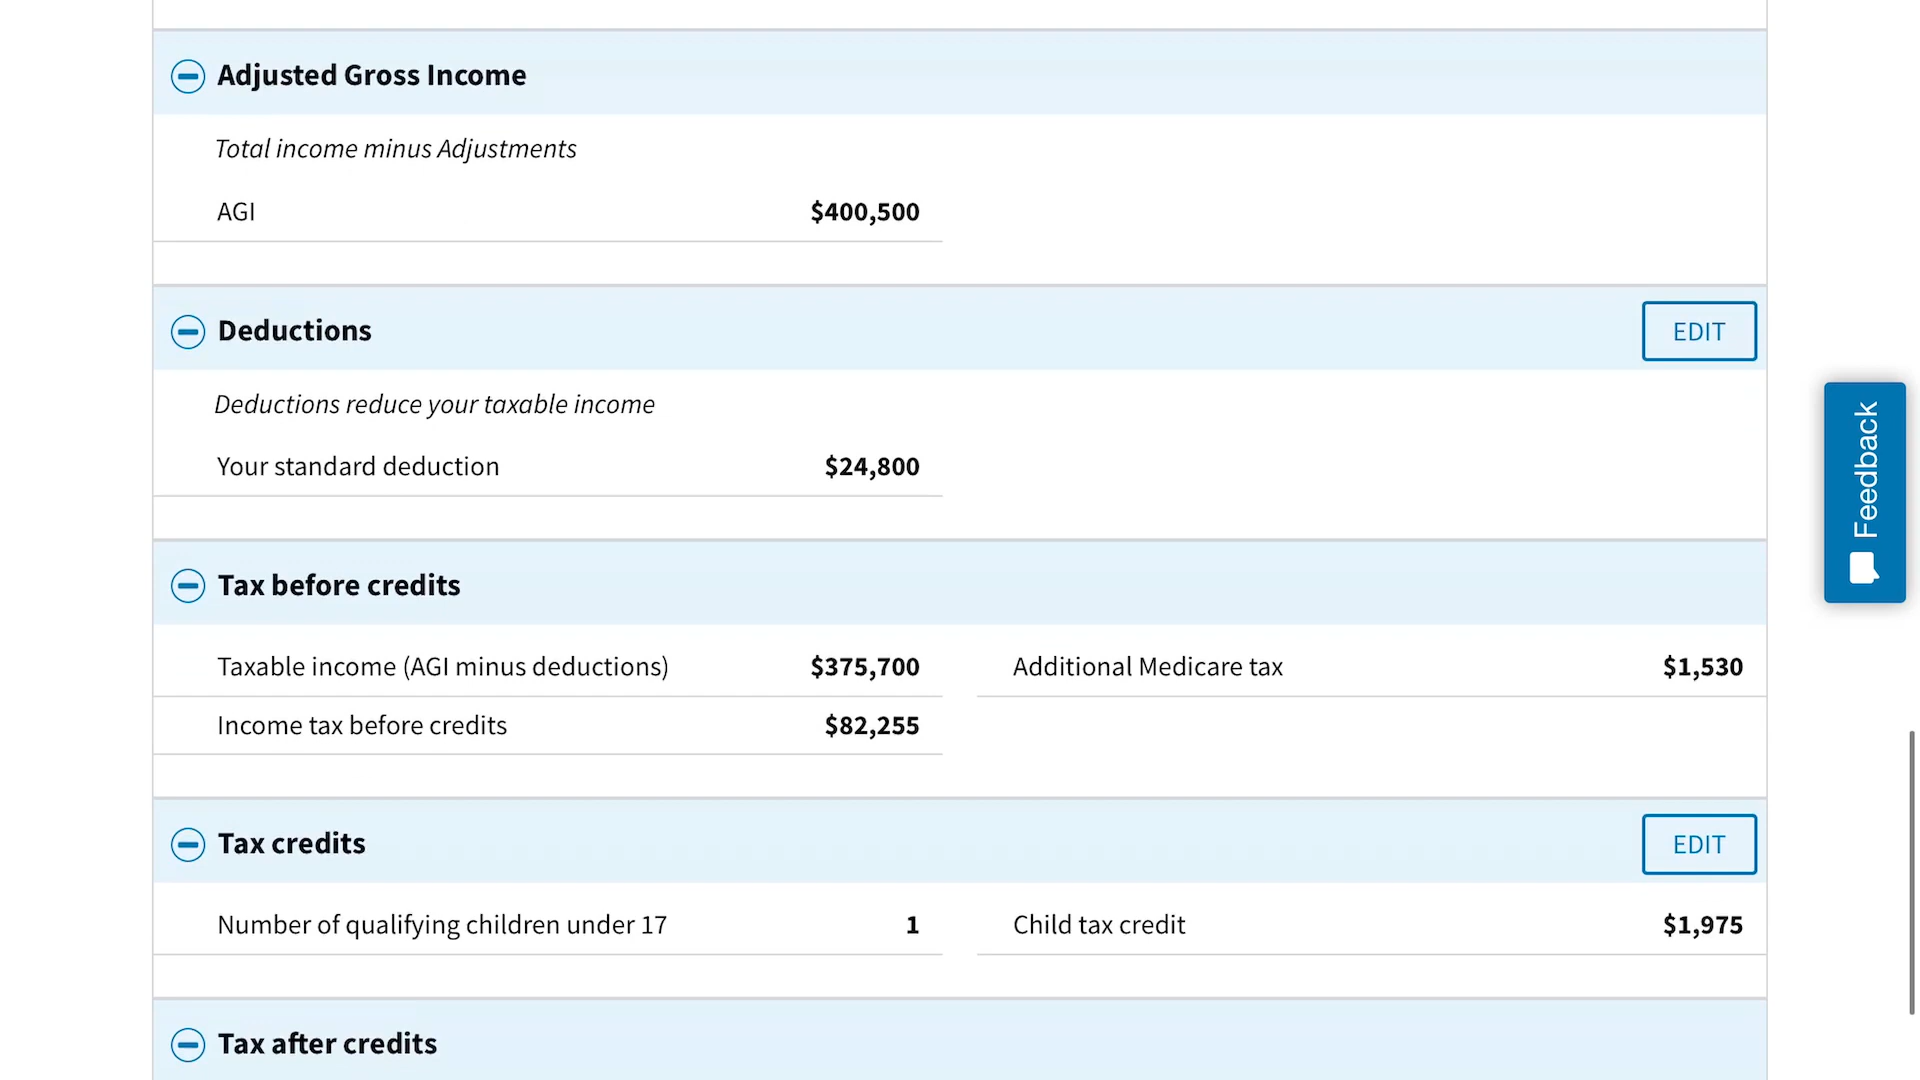 Adjusted Gross Income
Total income minus Adjustments
AGI $400,500
Deductions EDIT
Deductions reduce your taxable income
Your standard deduction $24,800
Feedback
Tax before credits
Taxable income (AGI minus deductions) $375,700 Additional Medicare tax $1,530
Income tax before credits $82,255
Tax credits EDIT
Number of qualifying children under 17 1 Child tax credit $1,975
Tax after credits